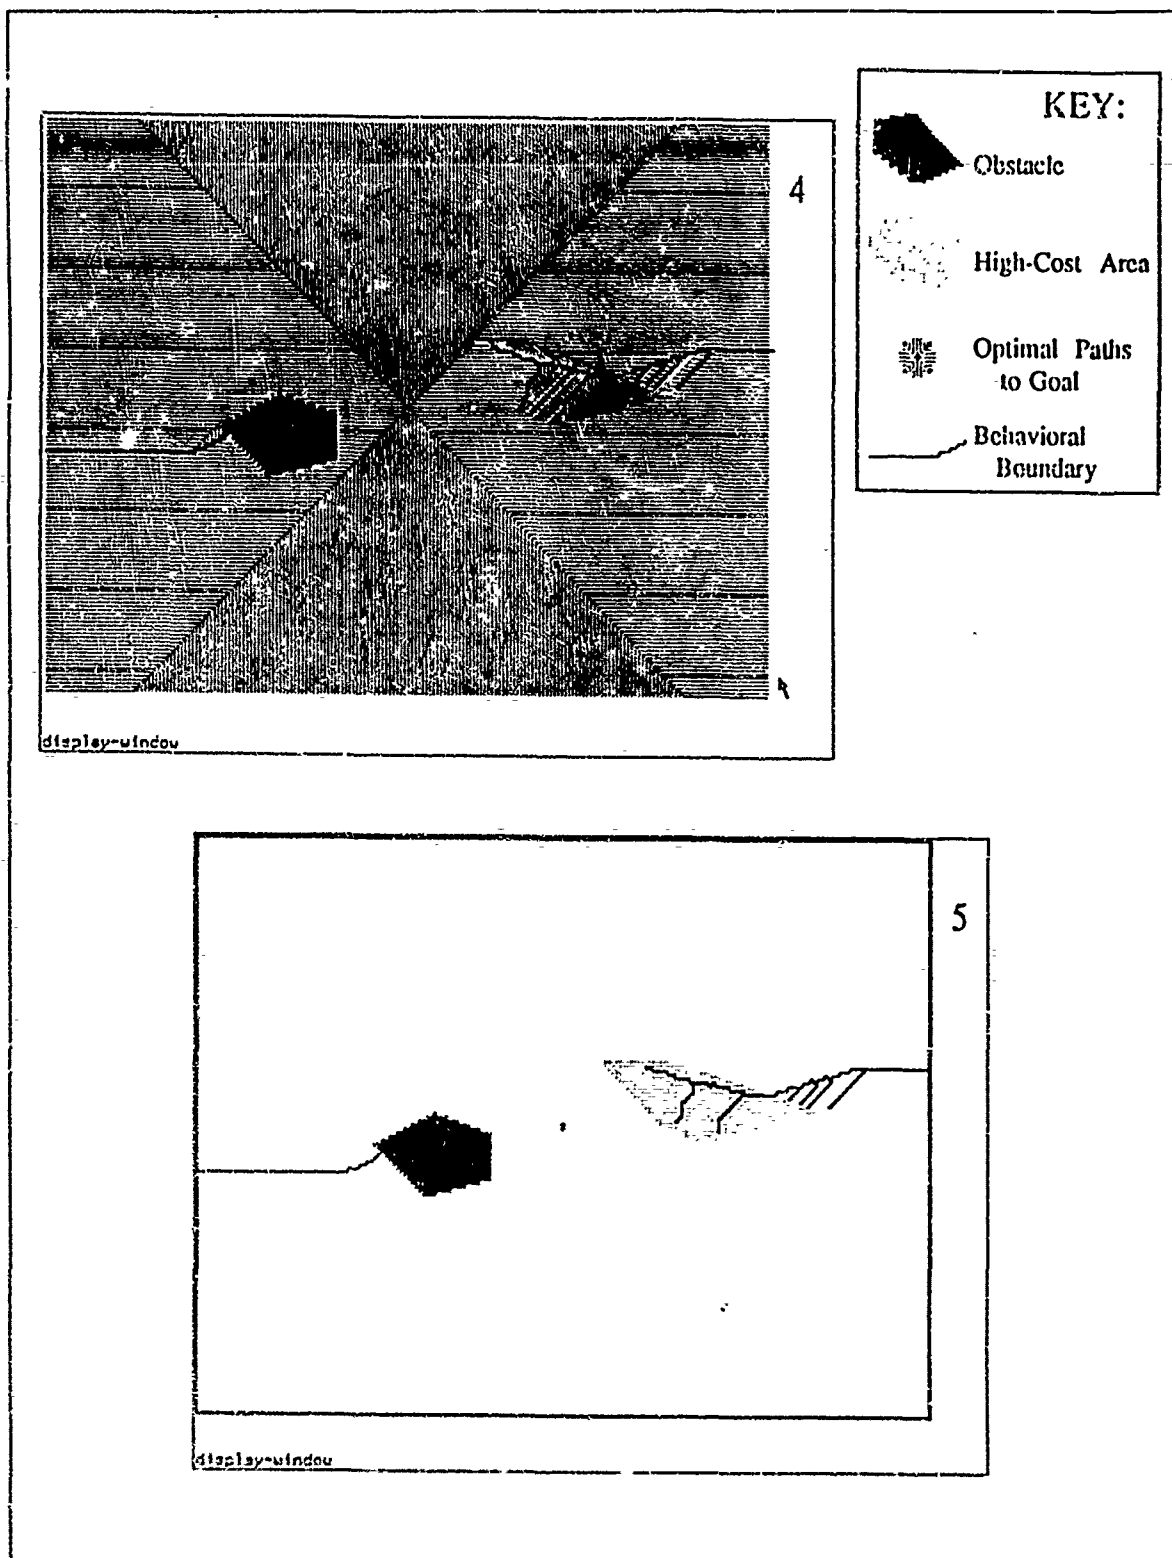 KEY:
Obstacle
High-Cost Area
Optimal Paths
to Goal
Behavioral
Boundary
4
display-window
5
display-window